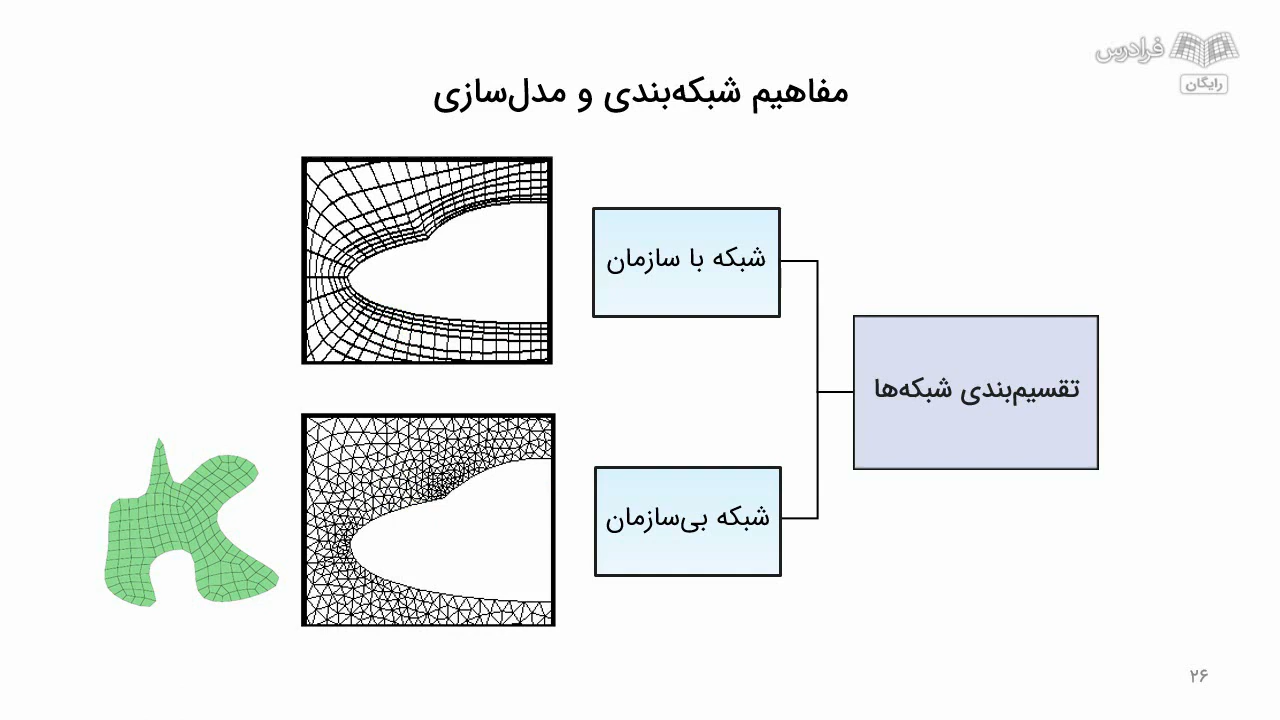 فرادرس
رایگان
مفاهیم شبکه‌بندی و مدل‌سازی
شبکه با سازمان
تقسیم‌بندی شبکه‌ها
شبکه بی‌سازمان
۲۶